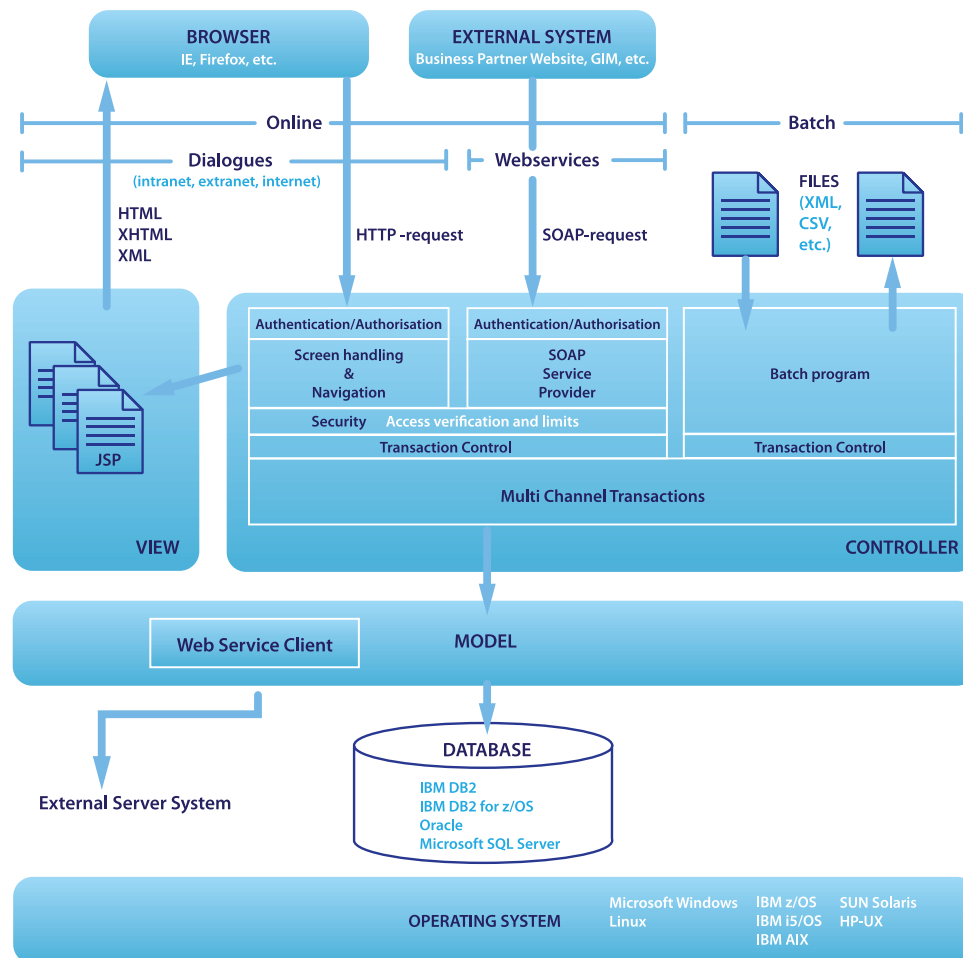 BROWSER
IE, Firefox, etc.
EXTERNAL SYSTEM
Business Partner Website, GIM, etc.
Online
Batch
Dialogues
(intranet, extranet, internet)
Webservices
HTML
XHTML
XML
HTTP -request
SOAP-request
FILES
(XML,
CSV,
etc.)
Authentication/Authorisation
Screen handling
&
Navigation
Authentication/Authorisation
SOAP
Service
Provider
Batch program
JSP
Security Access verification and limits
Transaction Control
Transaction Control
Multi Channel Transactions
VIEW
CONTROLLER
Web Service Client
MODEL
External Server System
DATABASE
IBM DB2
IBM DB2 for z/OS
Oracle
Microsoft SQL Server
OPERATING SYSTEM
Microsoft Windows
Linux
IBM z/OS
IBM i5/OS
IBM AIX
SUN Solaris
HP-UX